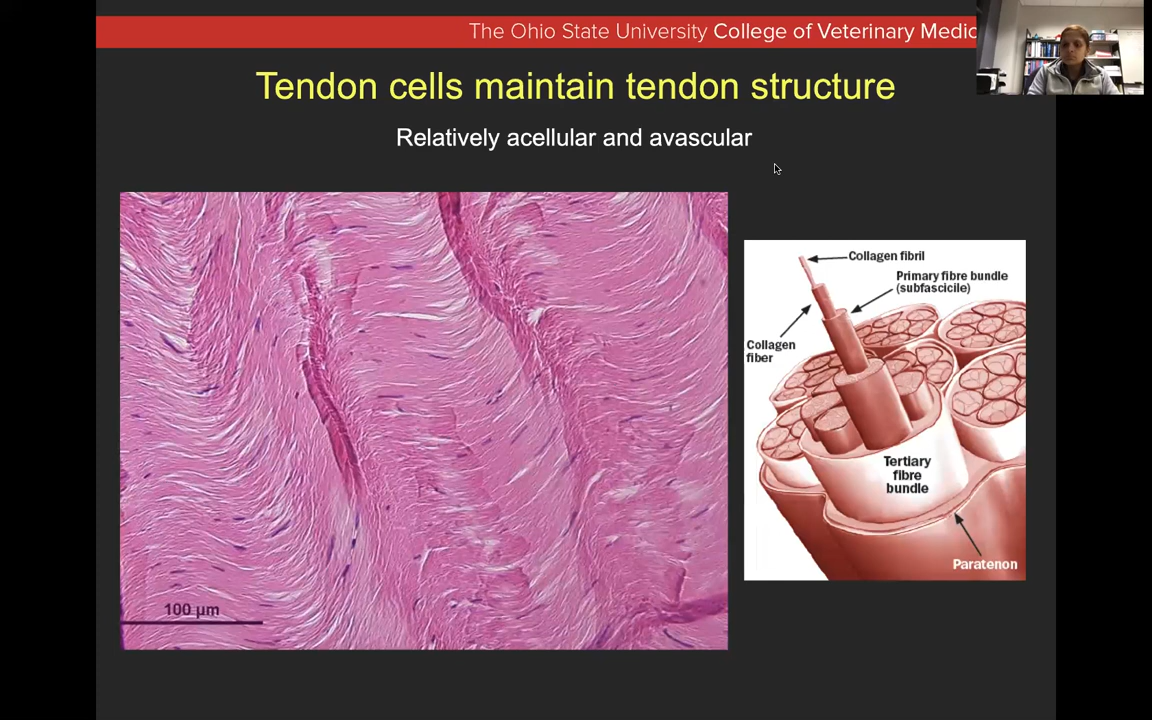 The Ohio State University College of Veterinary Medic
Tendon cells maintain tendon structure
Relatively acellular and avascular
Collagen fibril
Primary fibre bundle
(subfascicile)
Collagen
fiber
Tertiary
fibre
bundle
Paratenon
100 µm